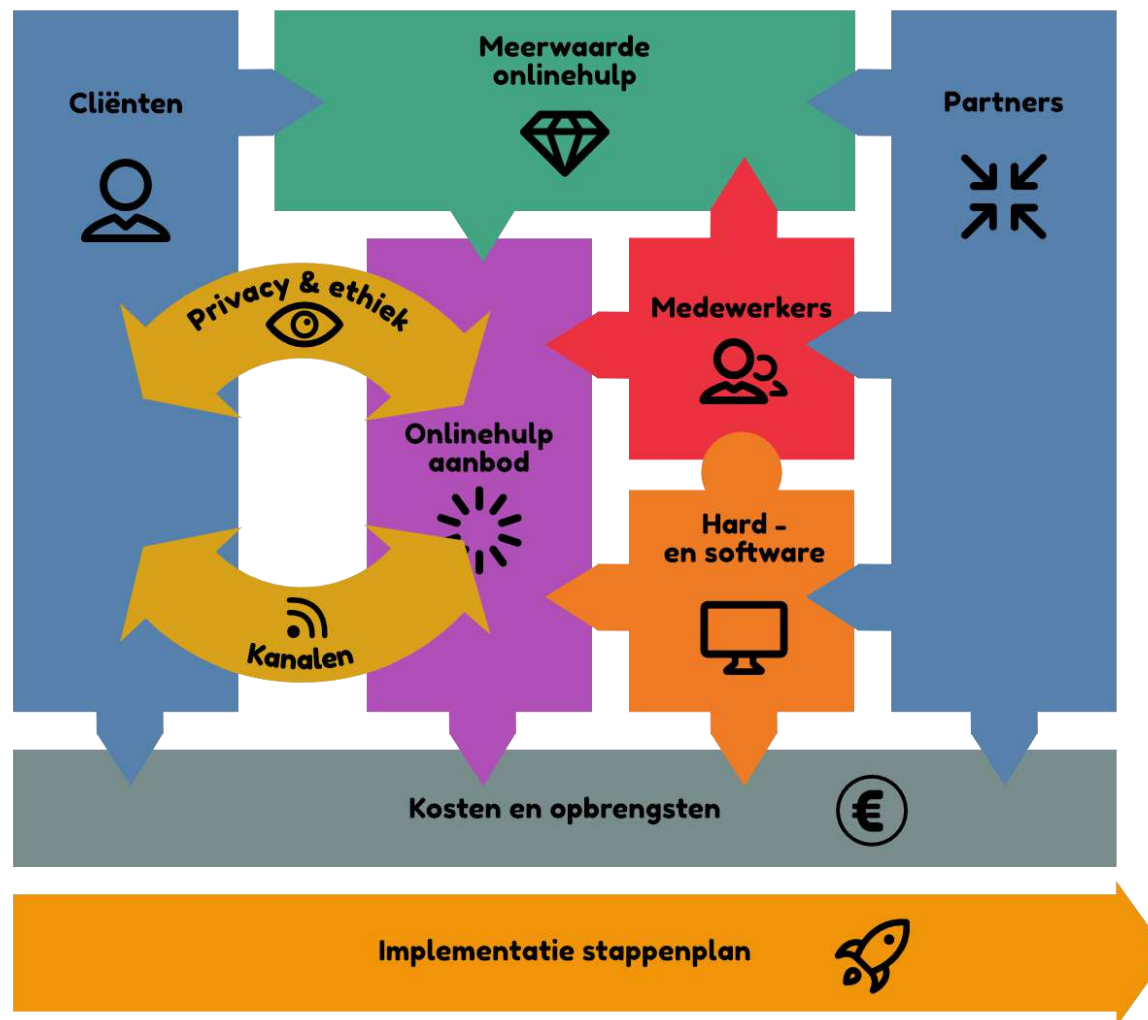 Meerwaarde
onlinehulp
Cliënten
Partners
Privacy & ethiek
Medewerkers
Onlinehulp
aanbod
Hard -
en software
Kanalen
Kosten en opbrengsten
€
Implementatie stappenplan